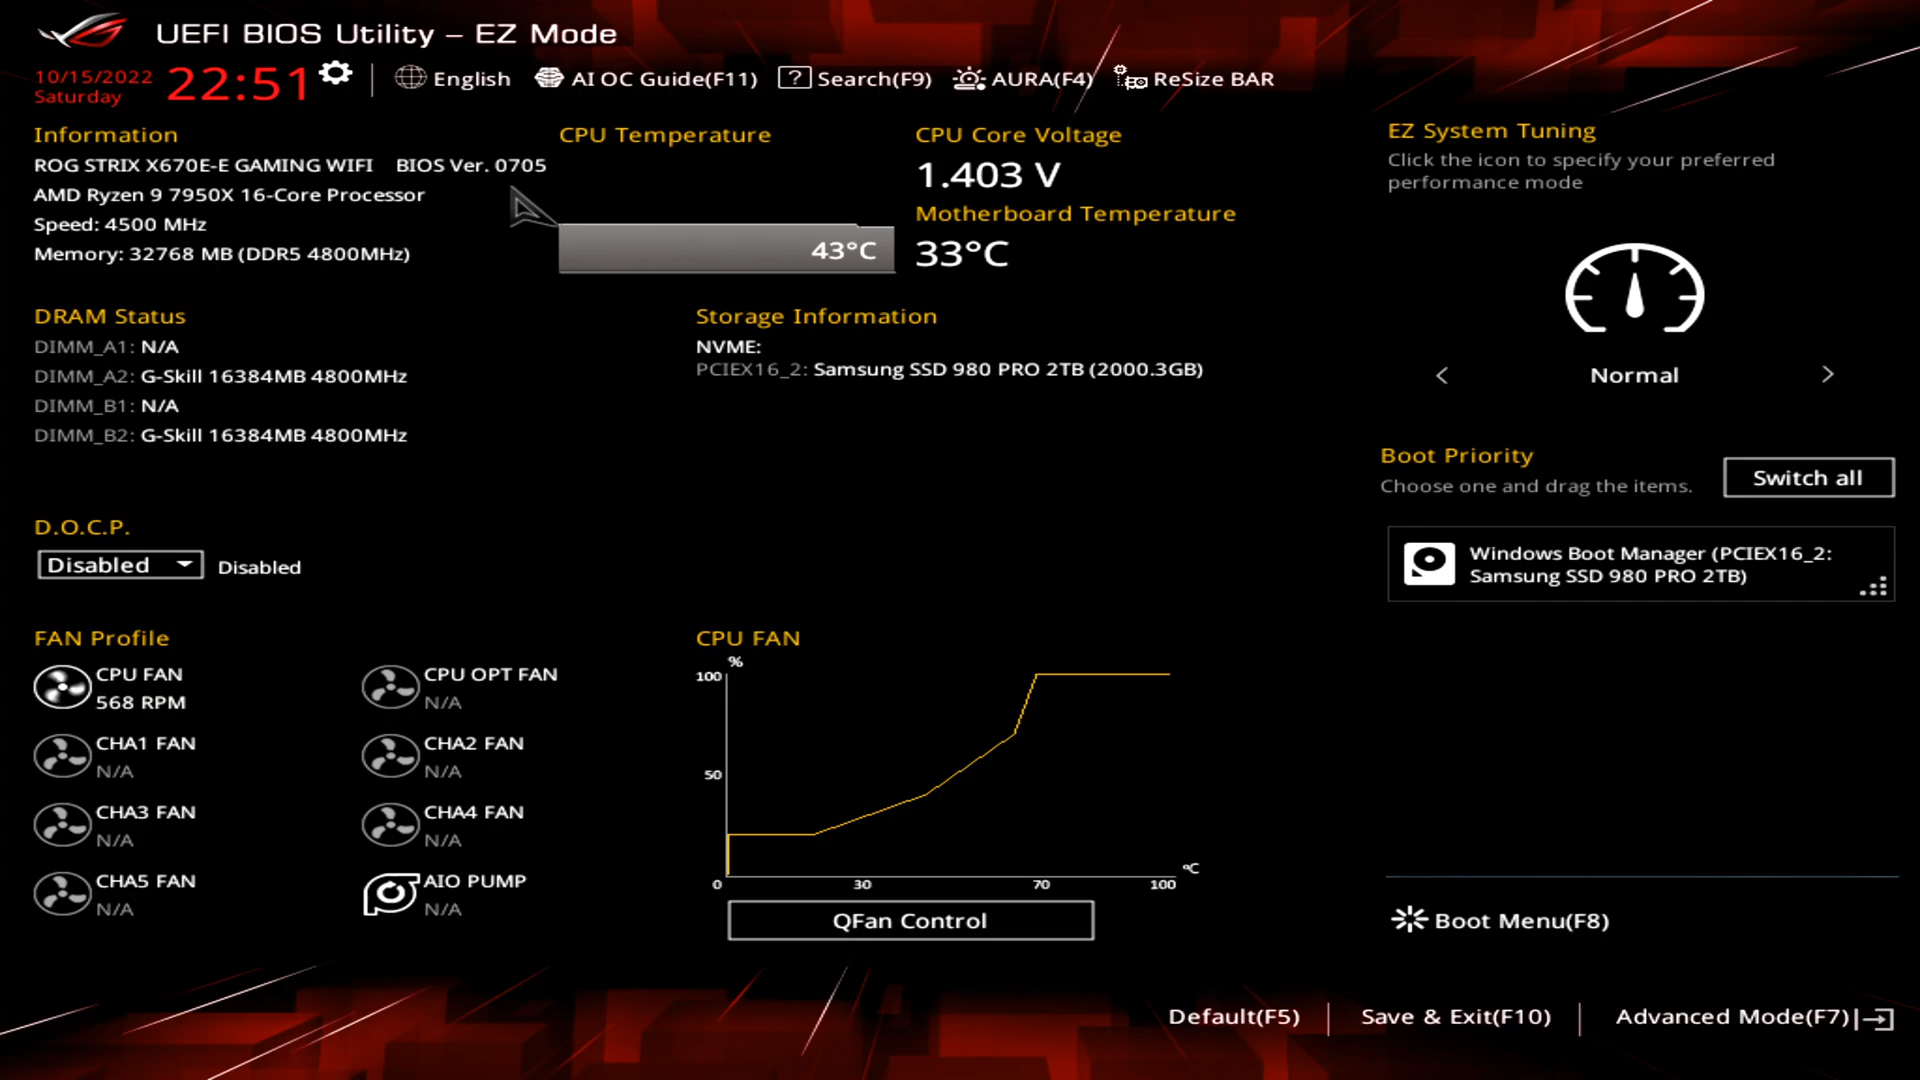 UEFI BIOS Utility – EZ Mode
10/15/2022
Saturday
22:51
English
AI OC Guide(F11)
? Search(F9)
AURA(F4)
ReSize BAR
Information
ROG STRIX X670E-E GAMING WIFI BIOS Ver. 0705
AMD Ryzen 9 7950X 16-Core Processor
Speed: 4500 MHz
Memory: 32768 MB (DDR5 4800MHz)
CPU Temperature
43°C
CPU Core Voltage
1.403 V
Motherboard Temperature
33°C
EZ System Tuning
Click the icon to specify your preferred
performance mode
< Normal >
DRAM Status
DIMM_A1: N/A
DIMM_A2: G-Skill 16384MB 4800MHz
DIMM_B1: N/A
DIMM_B2: G-Skill 16384MB 4800MHz
Storage Information
NVME:
PCIEX16_2: Samsung SSD 980 PRO 2TB (2000.3GB)
Boot Priority
Choose one and drag the items.
Switch all
Windows Boot Manager (PCIEX16_2:
Samsung SSD 980 PRO 2TB)
D.O.C.P.
Disabled Disabled
FAN Profile
CPU FAN
568 RPM
CPU OPT FAN
N/A
CHA1 FAN
N/A
CHA2 FAN
N/A
CHA3 FAN
N/A
CHA4 FAN
N/A
CHA5 FAN
N/A
AIO PUMP
N/A
CPU FAN
%
100
50
0 30 70 100
°C
QFan Control
Boot Menu(F8)
Default(F5)
Save & Exit(F10)
Advanced Mode(F7)